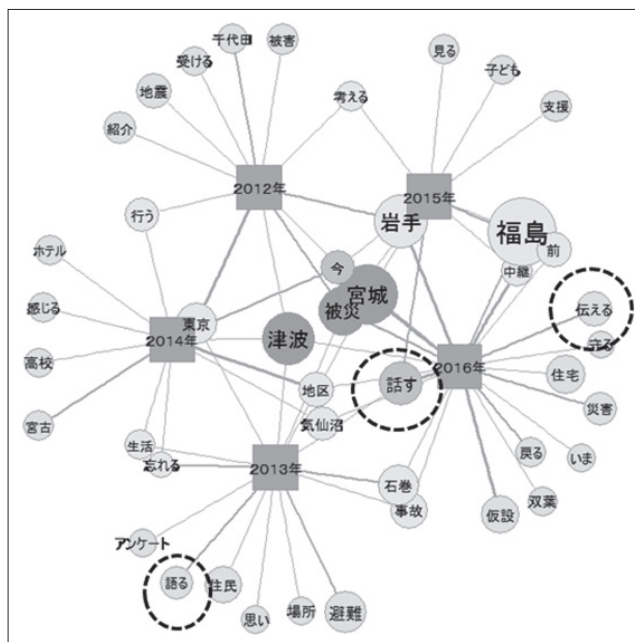 千代田
被害
見る
受ける
子ども
地震
考える
支援
紹介
2012年
2015年
行う
岩手
福島
前
ホテル
今
中継
宮城
伝える
感じる
被災
東京
津波
2014年
守る
2016年
高校
地区
話す
住宅
宮古
気仙沼
災害
生活
戻る
いま
忘れる
2013年
石巻
双葉
事故
仮設
アンケート
語る
住民
思い
場所
避難